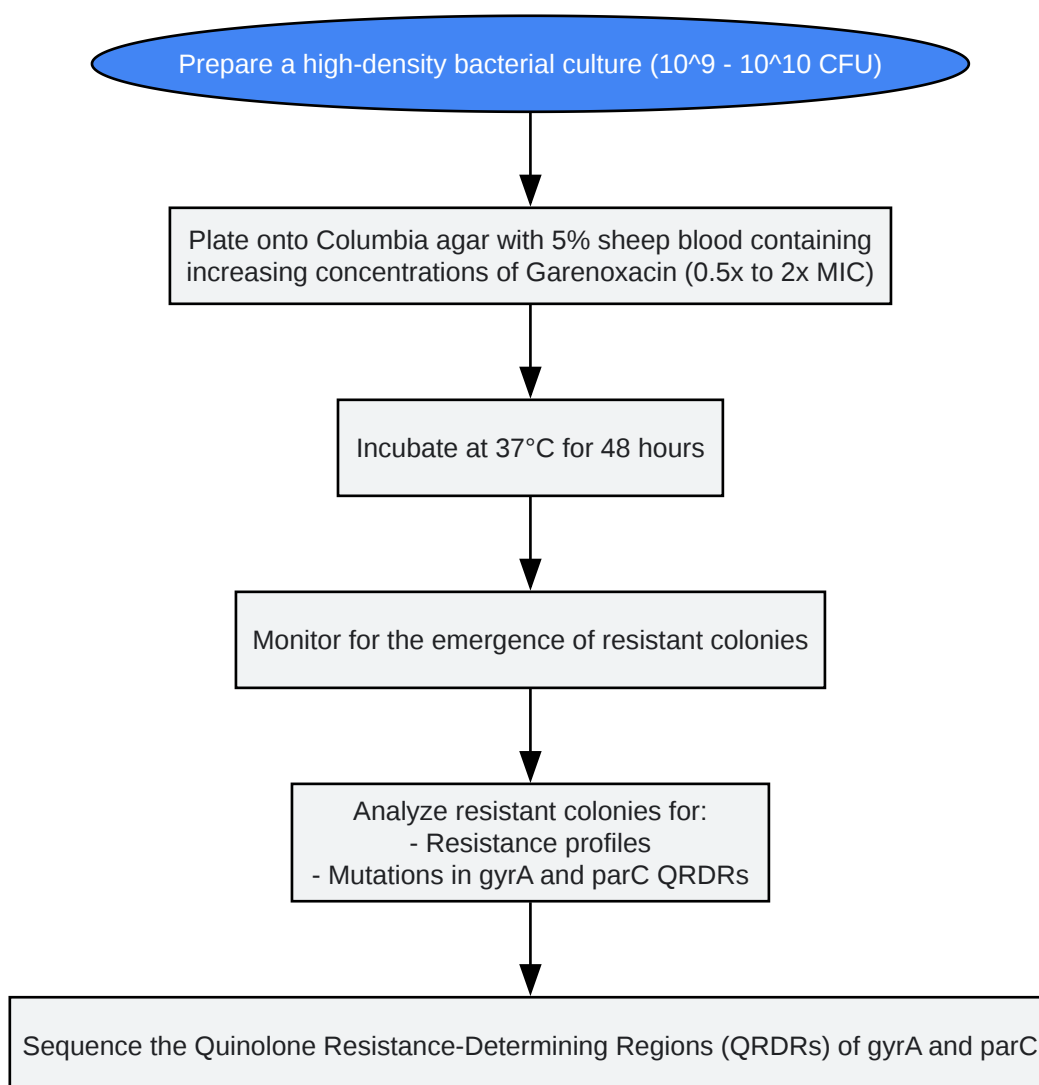 Prepare a high-density bacterial culture (10^9 - 10^10 CFU)
Plate onto Columbia agar with 5% sheep blood containing
increasing concentrations of Garenoxacin (0.5x to 2x MIC)
Incubate at 37°C for 48 hours
Monitor for the emergence of resistant colonies
Analyze resistant colonies for:
- Resistance profiles
- Mutations in gyrA and parC QRDRs
Sequence the Quinolone Resistance-Determining Regions (QRDRs) of gyrA and parC